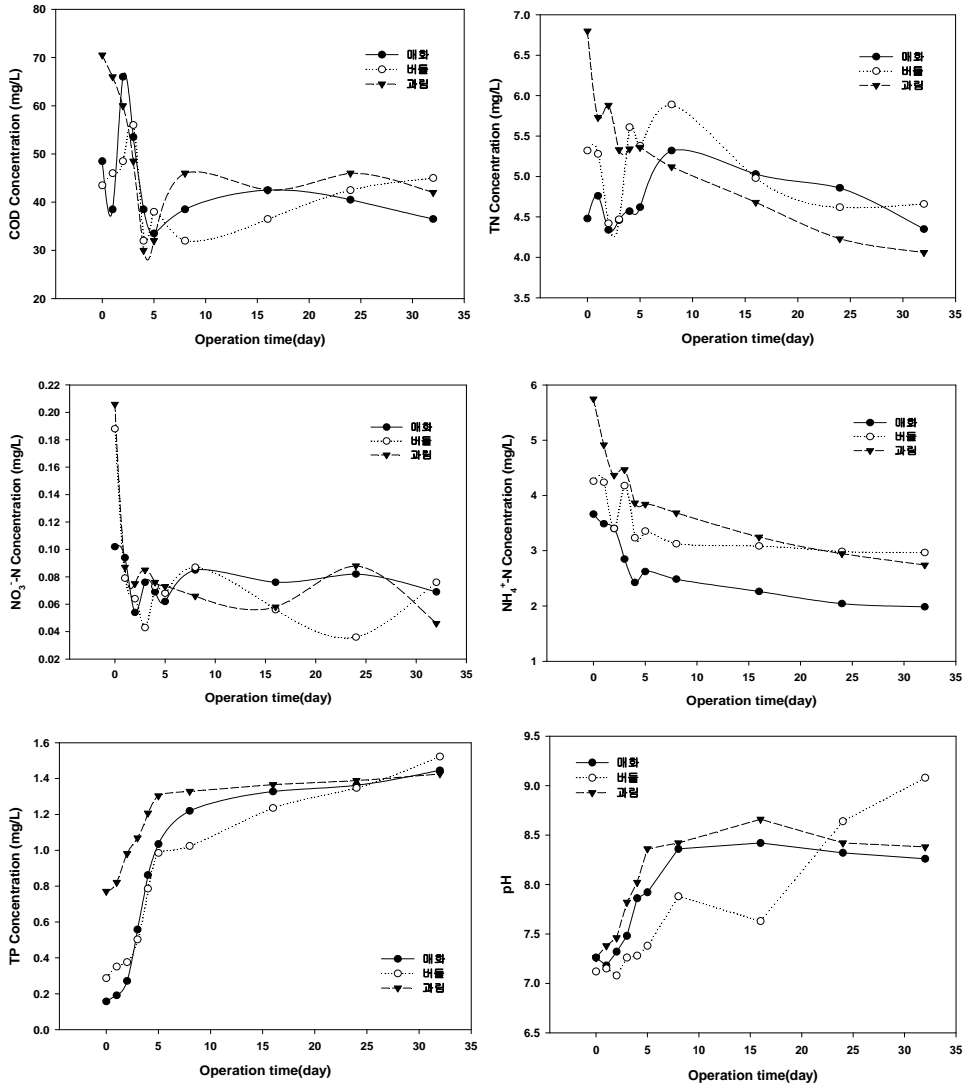 COD Concentration (mg/L)
80
70
60
50
40
30
20
0 5 10 15 20 25 30 35
Operation time(day)
매화
버들
과림
TN Concentration (mg/L)
7.0
6.5
6.0
5.5
5.0
4.5
4.0
3.5
3.0
0 5 10 15 20 25 30 35
Operation time(day)
매화
버들
과림
NO₃⁻-N Concentration (mg/L)
0.22
0.20
0.18
0.16
0.14
0.12
0.10
0.08
0.06
0.04
0.02
0 5 10 15 20 25 30 35
Operation time(day)
매화
버들
과림
NH₄⁺-N Concentration (mg/L)
6
5
4
3
2
1
0 5 10 15 20 25 30 35
Operation time(day)
매화
버들
과림
TP Concentration (mg/L)
1.6
1.4
1.2
1.0
0.8
0.6
0.4
0.2
0.0
0 5 10 15 20 25 30 35
Operation time(day)
매화
버들
과림
pH
9.5
9.0
8.5
8.0
7.5
7.0
6.5
0 5 10 15 20 25 30 35
Operation time(day)
매화
버들
과림